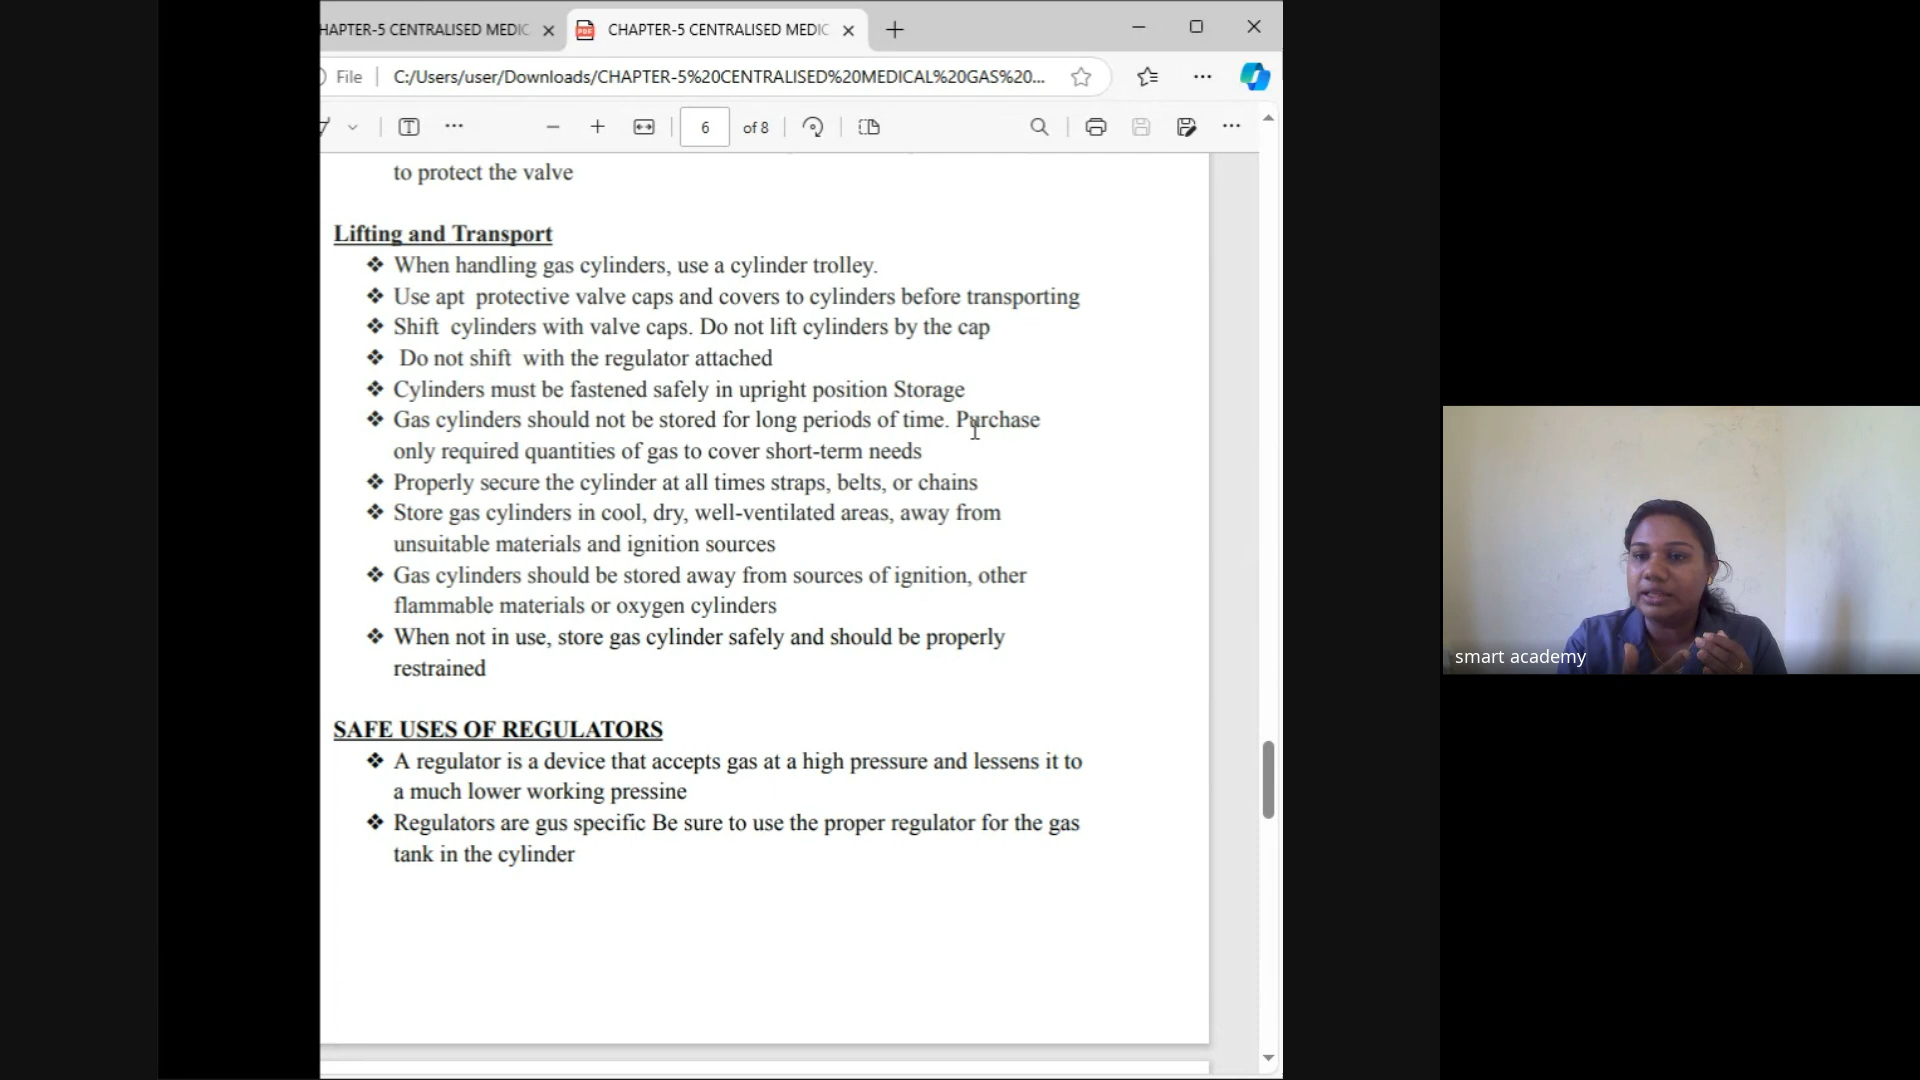 HAPTER-5 CENTRALISED MEDIC
CHAPTER-5 CENTRALISED MEDIC
File
C:/Users/user/Downloads/CHAPTER-5%20CENTRALISED%20MEDICAL%20GAS%20...
6 of 8
to protect the valve
Lifting and Transport
❖ When handling gas cylinders, use a cylinder trolley.
❖ Use apt protective valve caps and covers to cylinders before transporting
❖ Shift cylinders with valve caps. Do not lift cylinders by the cap
❖ Do not shift with the regulator attached
❖ Cylinders must be fastened safely in upright position Storage
❖ Gas cylinders should not be stored for long periods of time. Purchase
only required quantities of gas to cover short-term needs
❖ Properly secure the cylinder at all times straps, belts, or chains
❖ Store gas cylinders in cool, dry, well-ventilated areas, away from
unsuitable materials and ignition sources
❖ Gas cylinders should be stored away from sources of ignition, other
flammable materials or oxygen cylinders
❖ When not in use, store gas cylinder safely and should be properly
restrained
SAFE USES OF REGULATORS
❖ A regulator is a device that accepts gas at a high pressure and lessens it to
a much lower working pressine
❖ Regulators are gus specific Be sure to use the proper regulator for the gas
tank in the cylinder
smart academy